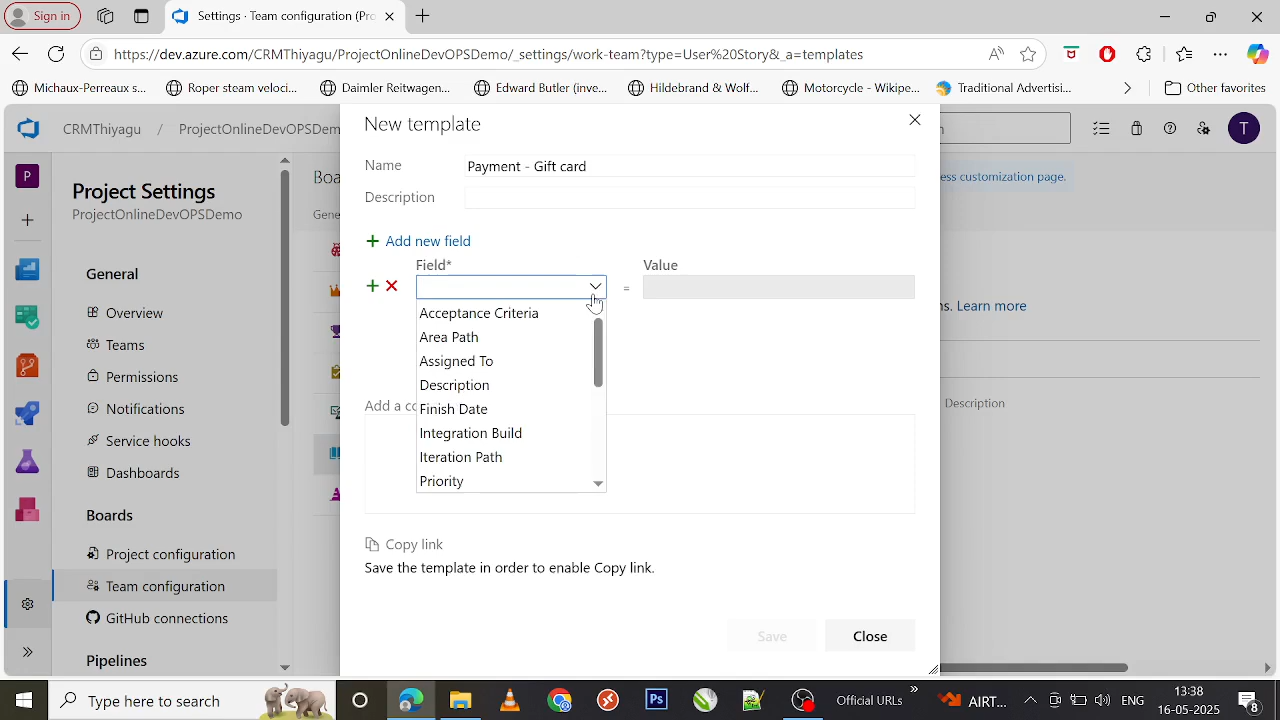 Sign in
Settings · Team configuration (Pro
https://dev.azure.com/CRMThiyagu/ProjectOnlineDevOPSDemo/_settings/work-team?type=User%20Story&_a=templates
Michaux-Perreaux s...
Roper stem veloci...
Daimler Reitwagen...
Edward Butler (inve...
Hildebrand & Wolf...
Motorcycle - Wikipe...
Traditional Advertisi...
Other favorites
CRMThiyagu / ProjectOnlineDevOPSDem
T
P
Project Settings
ProjectOnlineDevOPSDemo
General
Overview
Teams
Permissions
Notifications
Service hooks
Dashboards
Boards
Project configuration
Team configuration
GitHub connections
Pipelines
Boa
Gene
New template
Name
Payment - Gift card
Description
Add new field
Field*
Value
=
Acceptance Criteria
Area Path
Assigned To
Description
Finish Date
Integration Build
Iteration Path
Priority
Add a co
Copy link
Save the template in order to enable Copy link.
Save
Close
ess customization page.
ns. Learn more
Description
Type here to search
Ps
Official URLs
AIRT...
ENG
13:38
16-05-2025
8